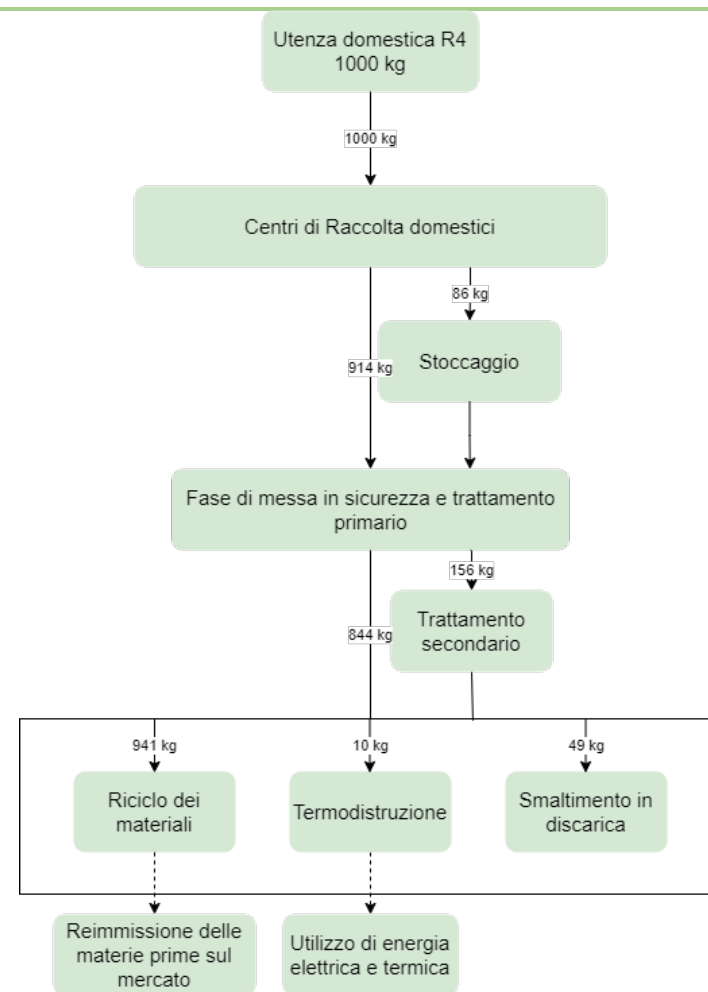 Utenza domestica R4
1000 kg
1000 kg
Centri di Raccolta domestici
86 kg
Stoccaggio
914 kg
Fase di messa in sicurezza e trattamento
primario
156 kg
Trattamento
secondario
844 kg
941 kg
10 kg
49 kg
Riciclo dei
materiali
Termodistruzione
Smaltimento in
discarica
Reimmissione delle
materie prime sul
mercato
Utilizzo di energia
elettrica e termica